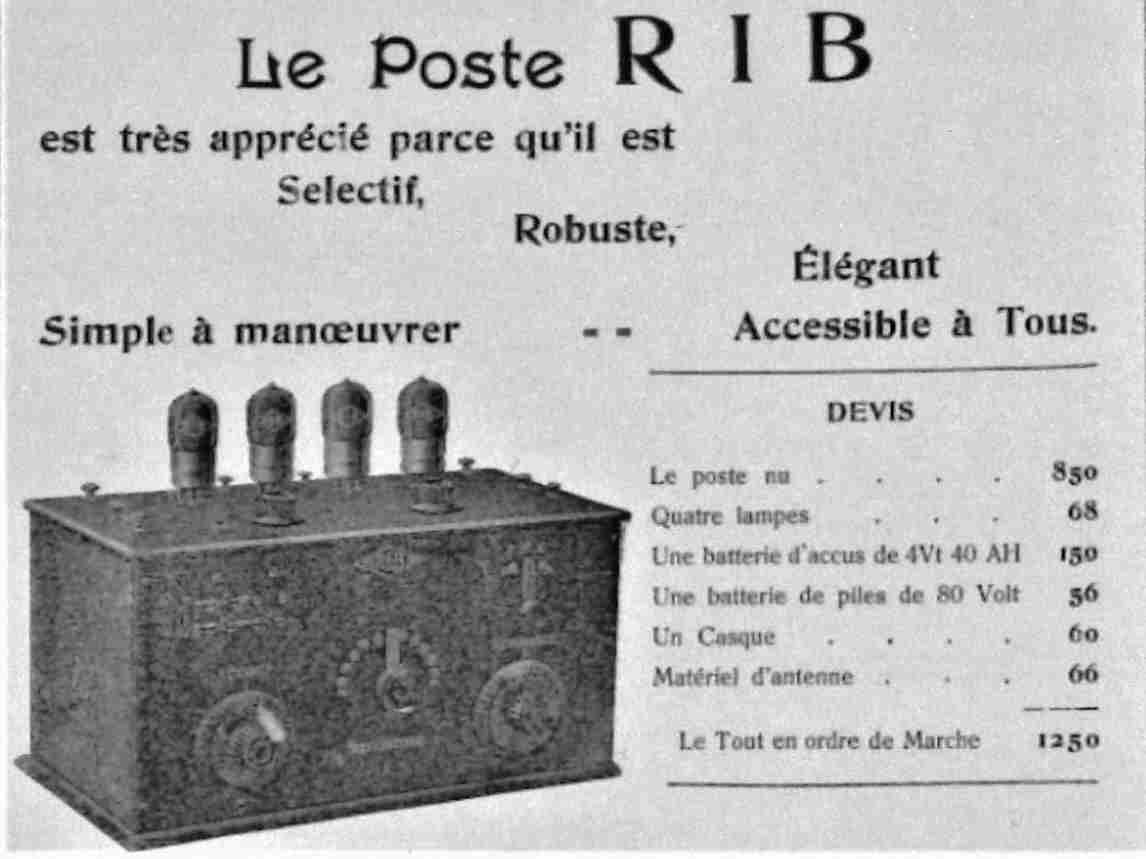 Le Poste RIB
est très apprécié parce qu'il est
Selectif,
Robuste,
Élégant
Simple à manœuvrer -- Accessible à Tous.
DEVIS
Le poste nu . . . . 850
Quatre lampes . . . 68
Une batterie d'accus de 4Vt 40 AH 150
Une batterie de piles de 80 Volt 56
Un Casque . . . . 60
Matériel d'antenne . . . 66
Le Tout en ordre de Marche 1250